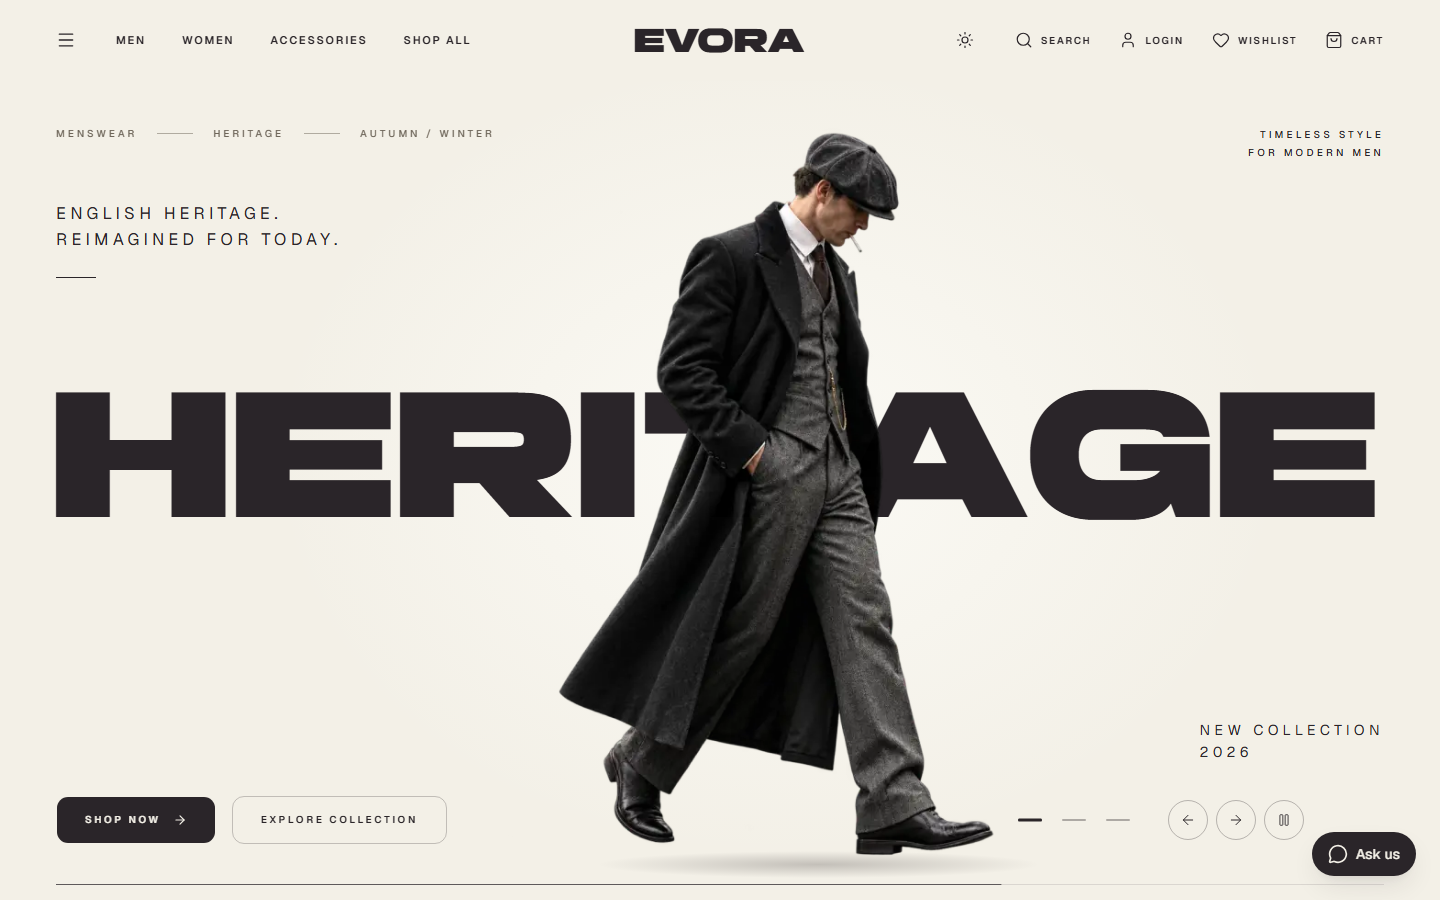 MEN WOMEN ACCESSORIES SHOP ALL EVORA SEARCH LOGIN WISHLIST CART
MENSWEAR HERITAGE AUTUMN / WINTER
TIMELESS STYLE
FOR MODERN MEN
ENGLISH HERITAGE.
REIMAGINED FOR TODAY.
HERITAGE
NEW COLLECTION
2026
SHOP NOW EXPLORE COLLECTION
Ask us